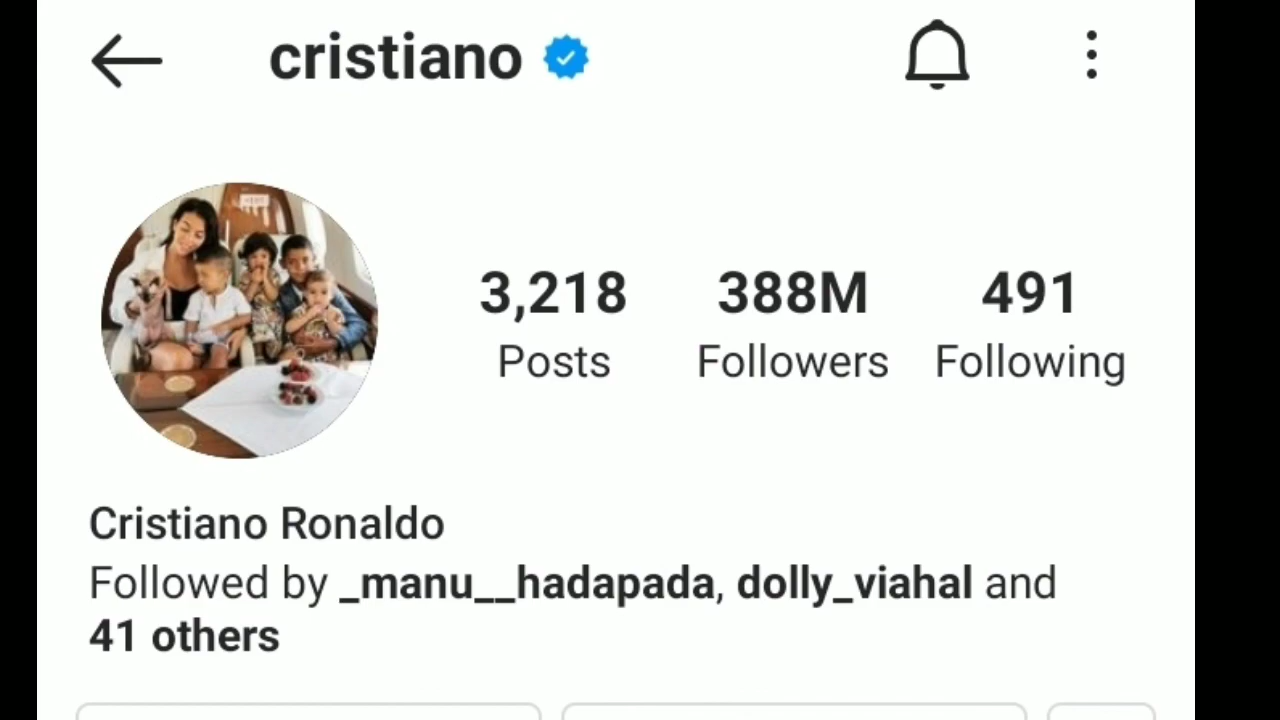 cristiano
3,218 388M 491
Posts Followers Following
Cristiano Ronaldo
Followed by _manu__hadapada, dolly_viahal and
41 others